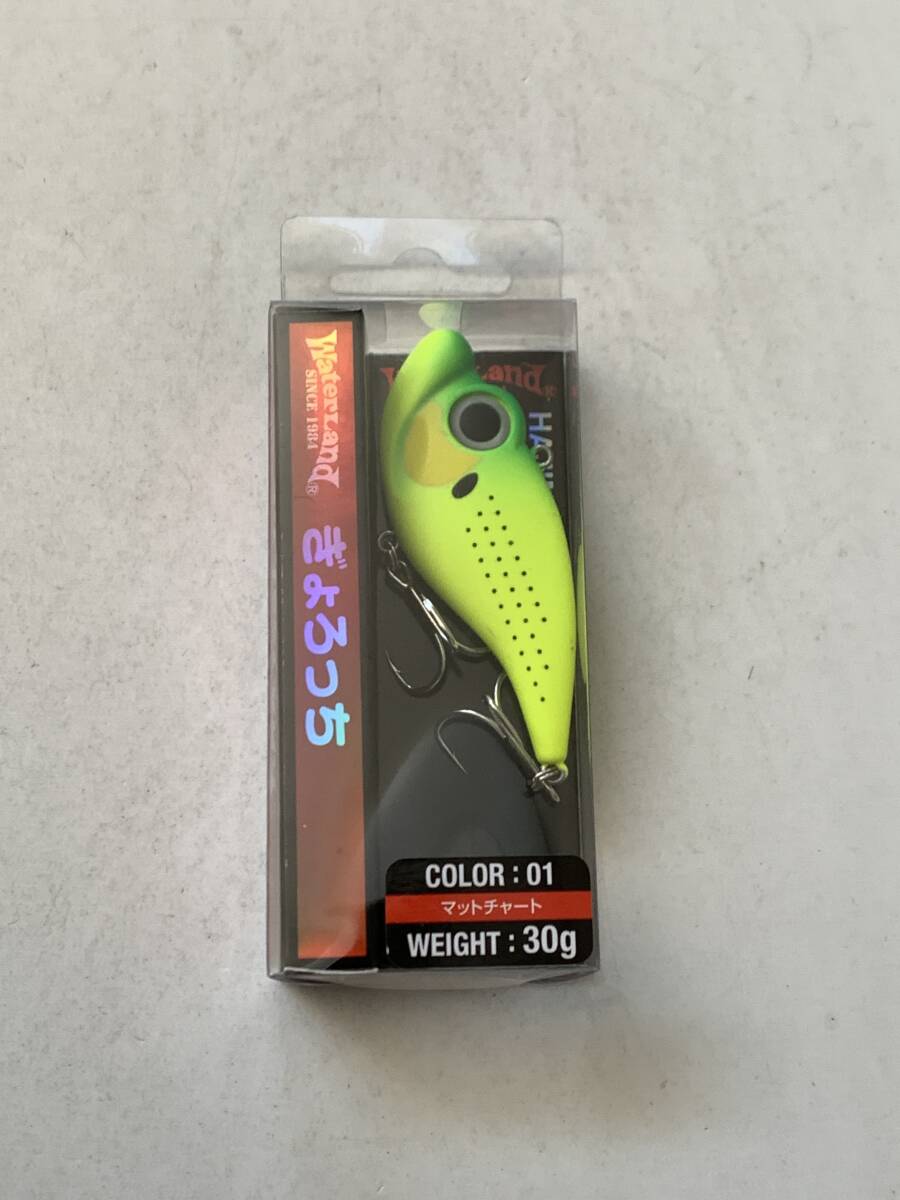 WaterLand®
SINCE 1984
ぎょろっち
COLOR : 01
マットチャート
WEIGHT : 30g